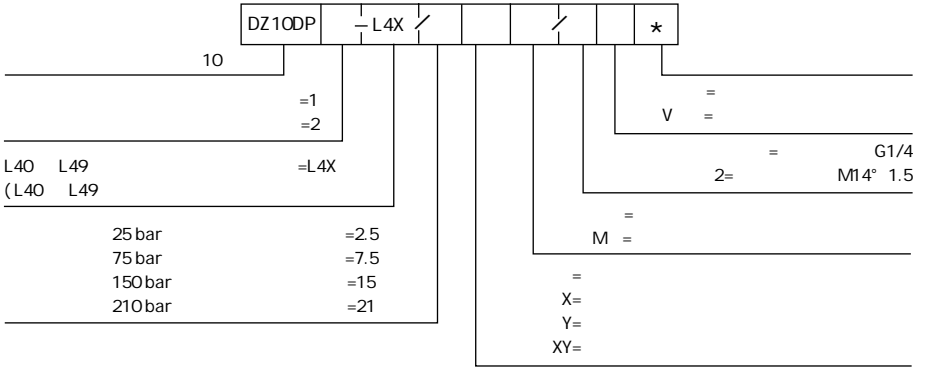 DZ10DP – L4X / / *
10
=1
=2
L40 L49 =L4X
(L40 L49
25 bar =2.5
75 bar =7.5
150 bar =15
210 bar =21
=
V =
= G1/4
2= M14° 1.5
=
M =
=
X=
Y=
XY=